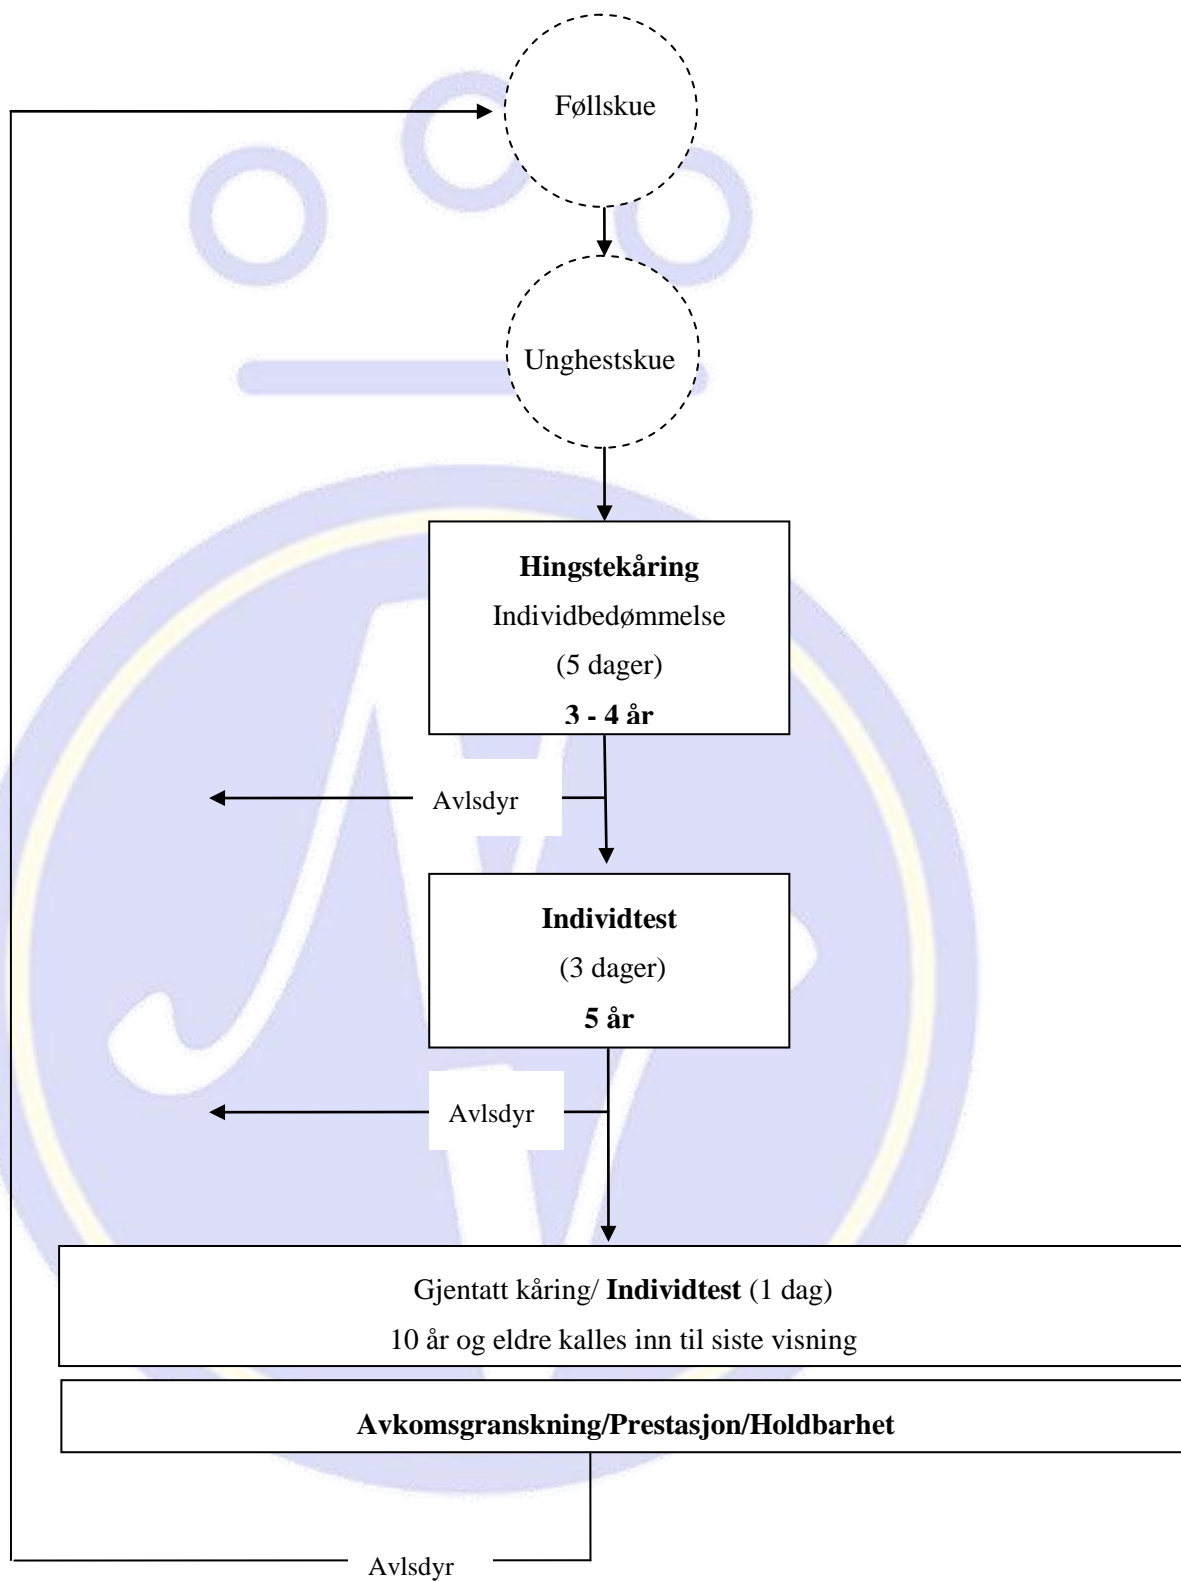 Føllskue
Unghestskue
Hingstekåring
Individbedømmelse
(5 dager)
3 - 4 år
Avlsdyr
Individtest
(3 dager)
5 år
Avlsdyr
Gjentatt kåring/ Individtest (1 dag)
10 år og eldre kalles inn til siste visning
Avkomsgranskning/Prestasjon/Holdbarhet
Avlsdyr